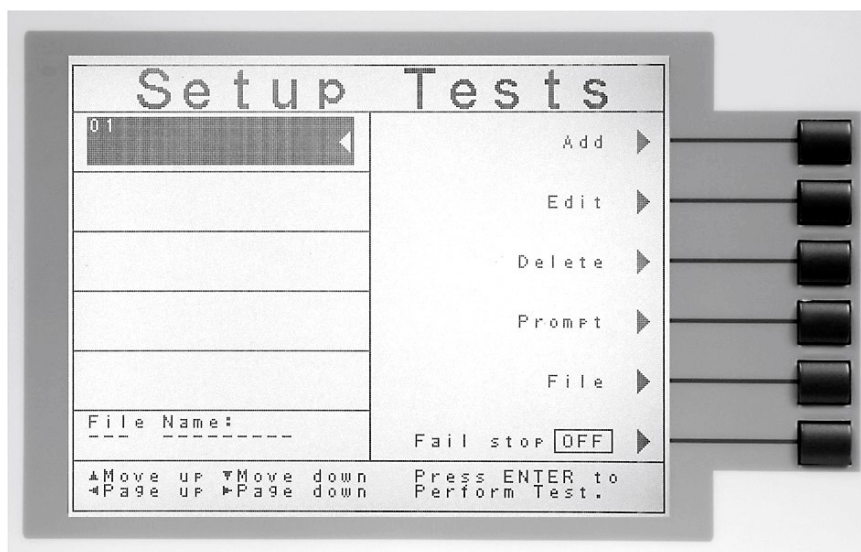 Setup Tests
01
Add
Edit
Delete
Prompt
File
File Name:
Fail stop OFF
▲Move up ▼Move down
◄Page up ►Page down
Press ENTER to
Perform Test.